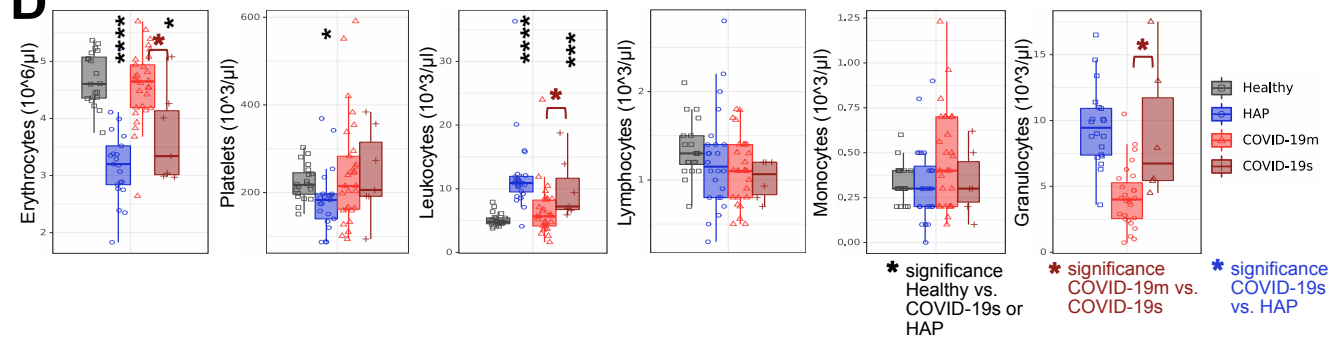 D
Erythrocytes (10^6/µl)
5
4
3
2
****
*
*
Platelets (10^3/µl)
600
400
200
*
Leukocytes (10^3/µl)
30
20
10
0
****
***
*
Lymphocytes (10^3/µl)
2
1
Monocytes (10^3/µl)
1.25
1.00
0.75
0.50
0.25
0.00
Granulocytes (10^3/µl)
15
10
5
0
*
Healthy
HAP
COVID-19m
COVID-19s
* significance
Healthy vs.
COVID-19s or
HAP
* significance
COVID-19m vs.
COVID-19s
* significance
COVID-19s
vs. HAP